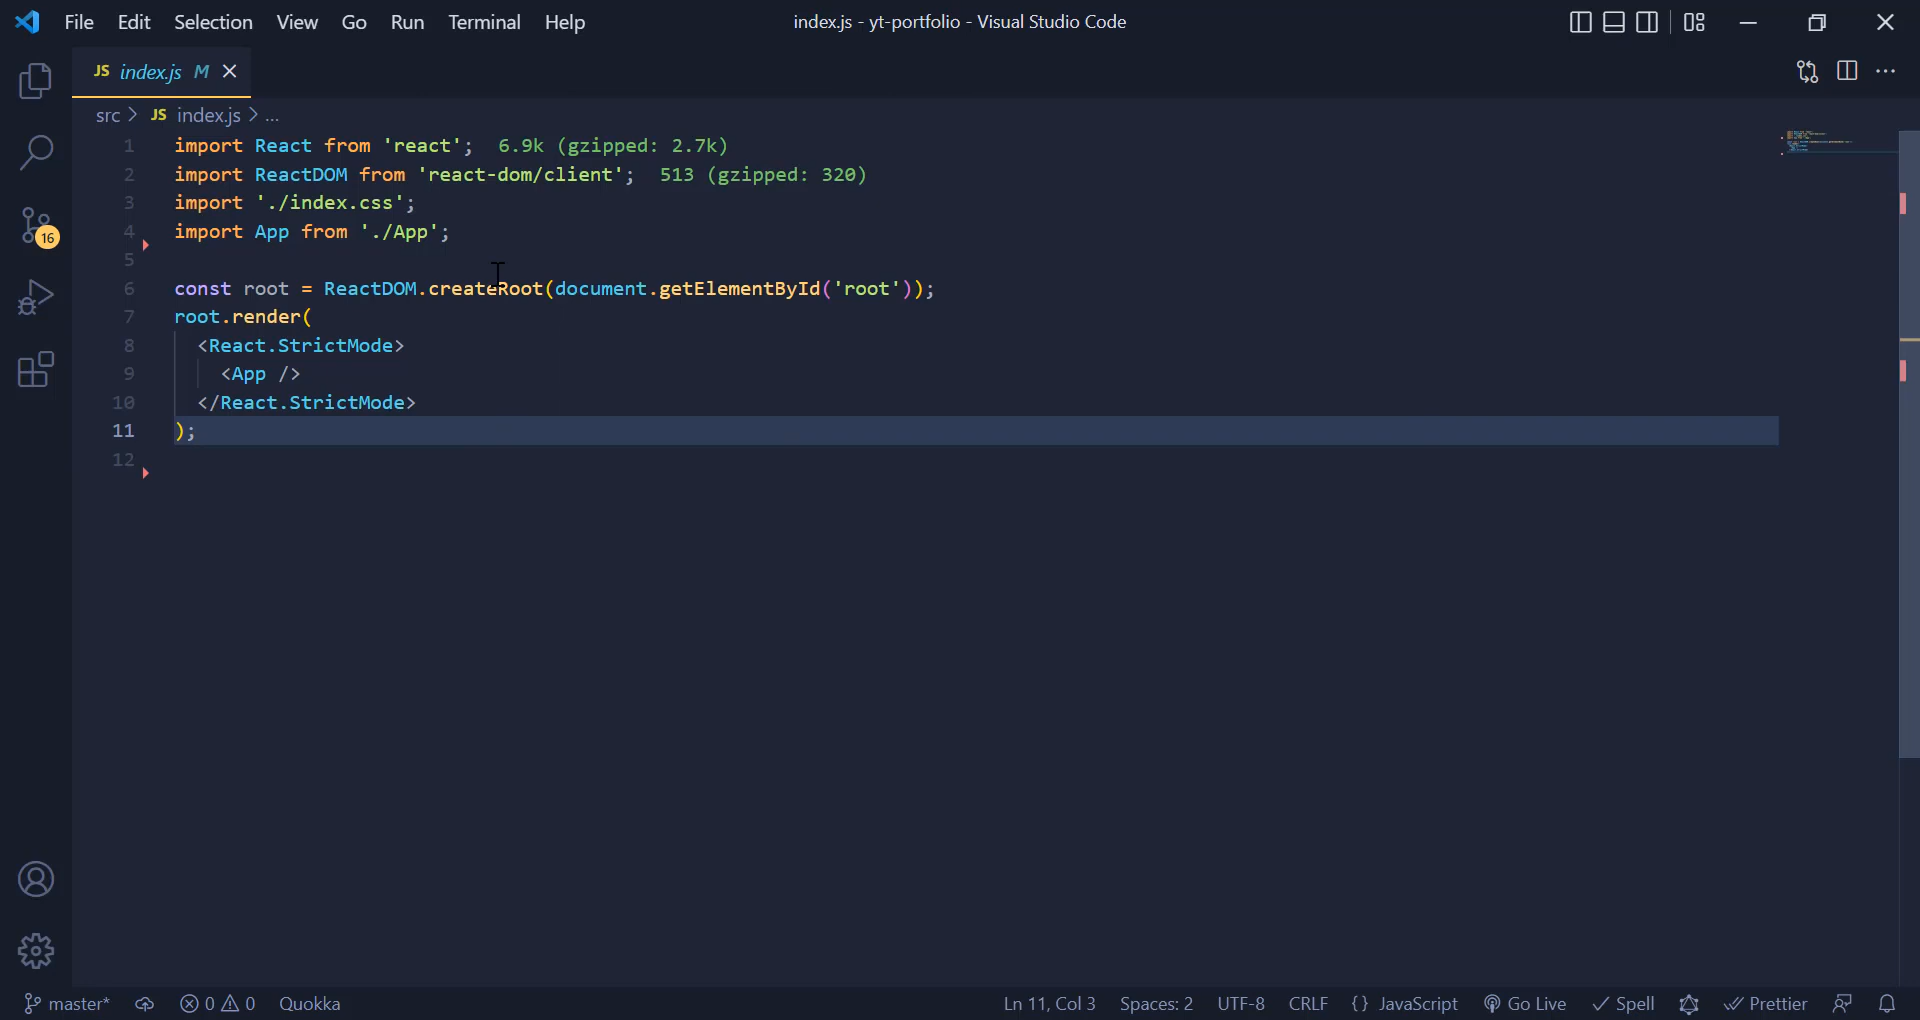 File Edit Selection View Go Run Terminal Help index.js - yt-portfolio - Visual Studio Code
JS index.js M
src > JS index.js > ...
1 import React from 'react'; 6.9k (gzipped: 2.7k)
2 import ReactDOM from 'react-dom/client'; 513 (gzipped: 320)
3 import './index.css';
4 import App from './App';
5
6 const root = ReactDOM.createRoot(document.getElementById('root'));
7 root.render(
8 <React.StrictMode>
9 <App />
10 </React.StrictMode>
11 );
12
16
master* 0 0 Quokka Ln 11, Col 3 Spaces: 2 UTF-8 CRLF {} JavaScript Go Live Spell Prettier